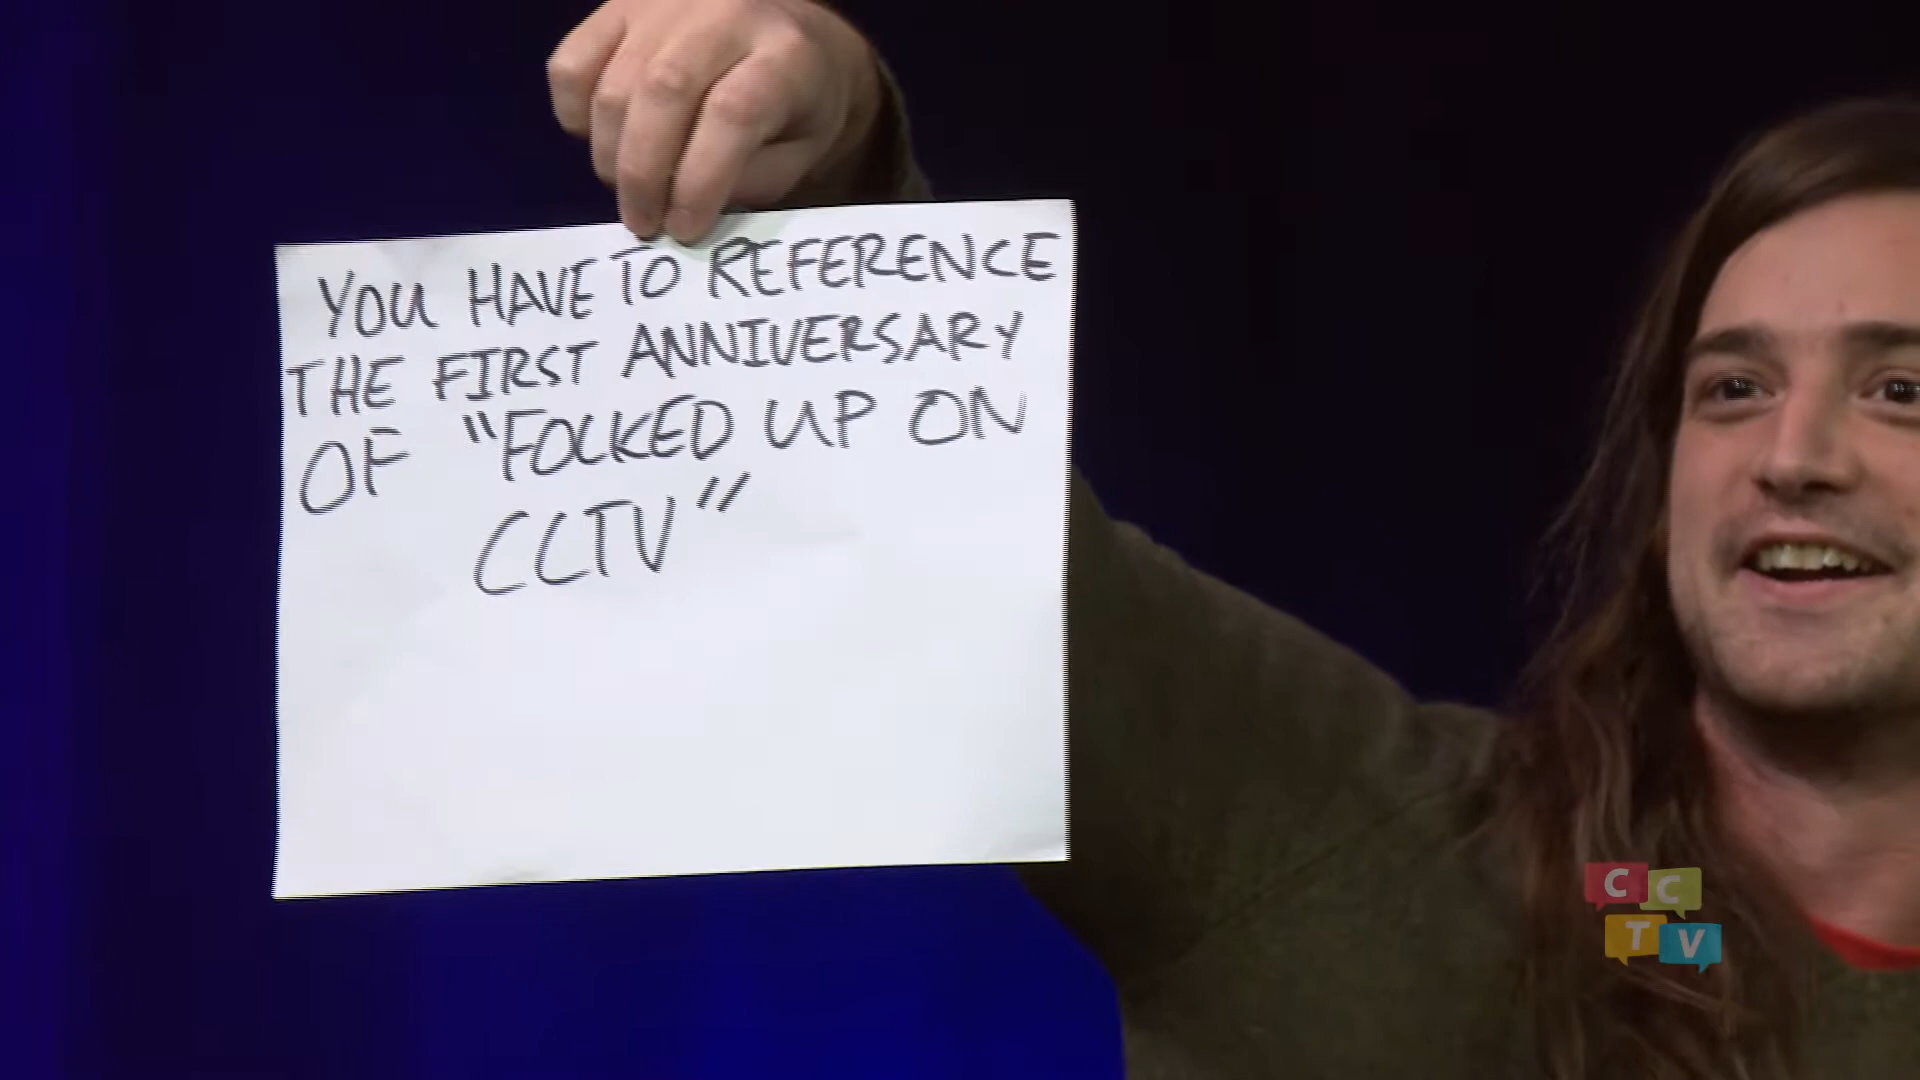 YOU HAVE TO REFERENCE
THE FIRST ANNIVERSARY
OF "FOLKED UP ON
CCTV"
C C
T V